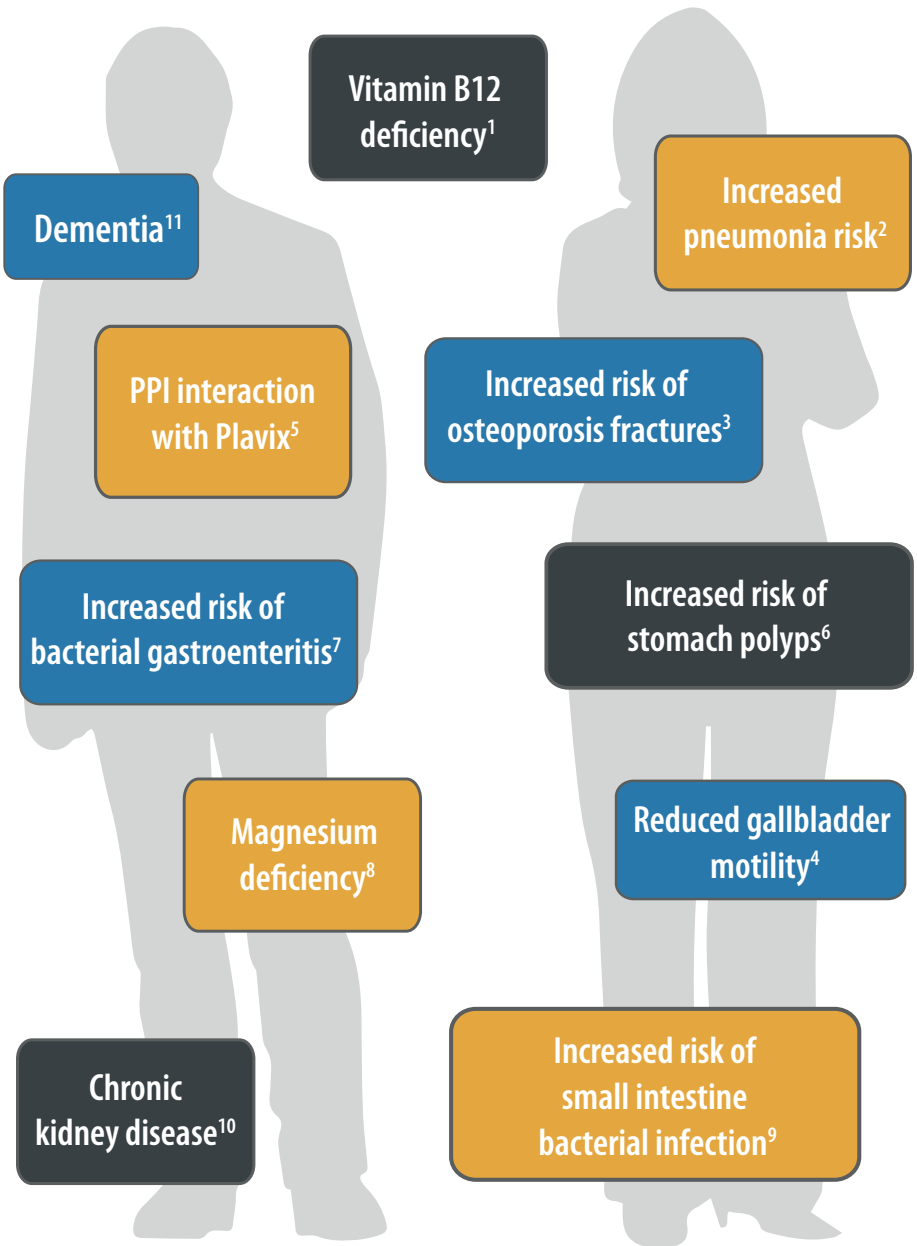 Vitamin B12
deficiency¹
Increased
pneumonia risk²
Dementia¹¹
PPI interaction
with Plavix⁵
Increased risk of
osteoporosis fractures³
Increased risk of
bacterial gastroenteritis⁷
Increased risk of
stomach polyps⁶
Magnesium
deficiency⁸
Reduced gallbladder
motility⁴
Chronic
kidney disease¹⁰
Increased risk of
small intestine
bacterial infection⁹